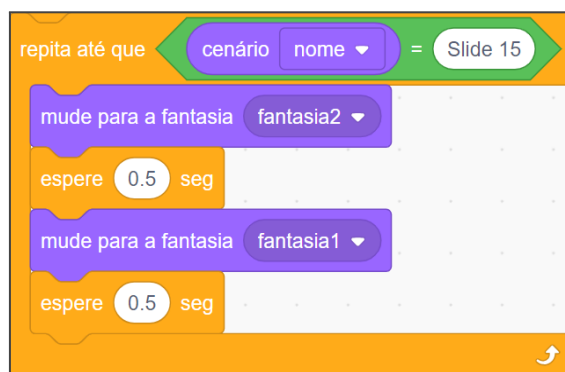 repita até que cenário nome = Slide 15
mude para a fantasia fantasia2
espere 0.5 seg
mude para a fantasia fantasia1
espere 0.5 seg